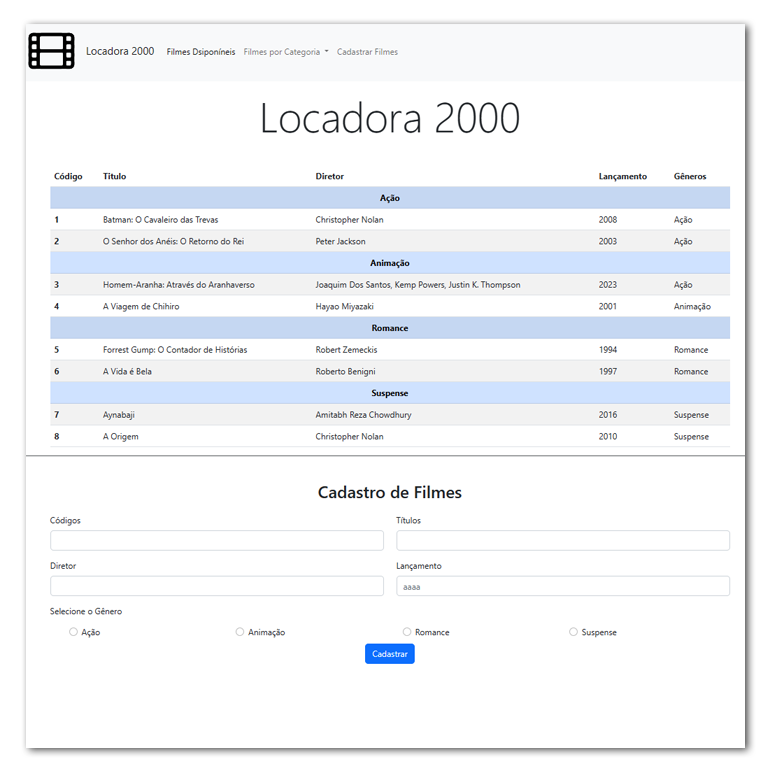 Locadora 2000 Filmes Dsiponíneis Filmes por Categoria Cadastrar Filmes
Locadora 2000
Código Titulo Diretor Lançamento Gêneros
Ação
1 Batman: O Cavaleiro das Trevas Christopher Nolan 2008 Ação
2 O Senhor dos Anéis: O Retorno do Rei Peter Jackson 2003 Ação
Animação
3 Homem-Aranha: Através do Aranhaverso Joaquim Dos Santos, Kemp Powers, Justin K. Thompson 2023 Ação
4 A Viagem de Chihiro Hayao Miyazaki 2001 Animação
Romance
5 Forrest Gump: O Contador de Histórias Robert Zemeckis 1994 Romance
6 A Vida é Bela Roberto Benigni 1997 Romance
Suspense
7 Aynabaji Amitabh Reza Chowdhury 2016 Suspense
8 A Origem Christopher Nolan 2010 Suspense
Cadastro de Filmes
Códigos Títulos
Diretor Lançamento
aaaa
Selecione o Gênero
Ação Animação Romance Suspense
Cadastrar